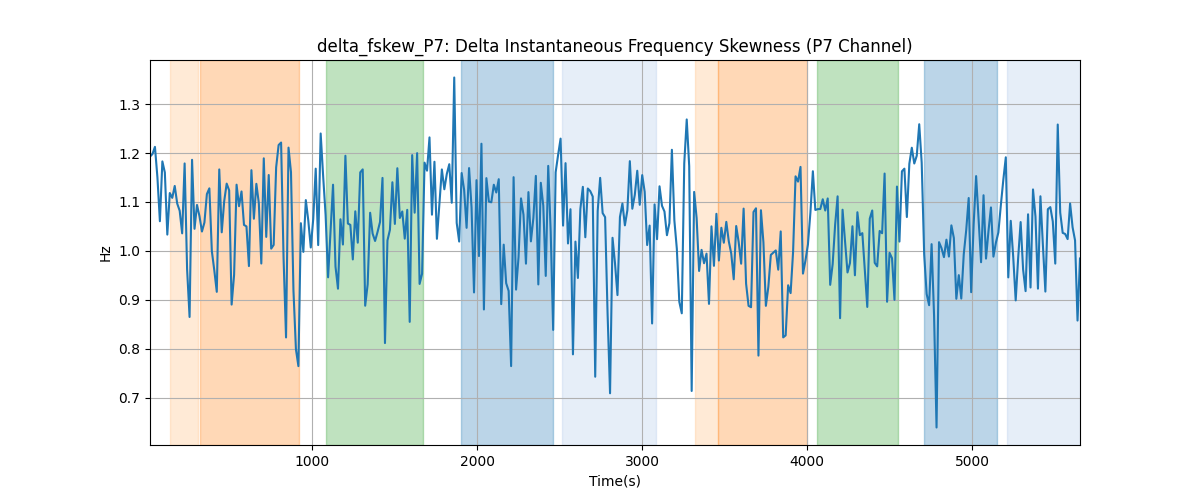 delta_fskew_P7: Delta Instantaneous Frequency Skewness (P7 Channel)
Hz
1.3
1.2
1.1
1.0
0.9
0.8
0.7
1000 2000 3000 4000 5000
Time(s)